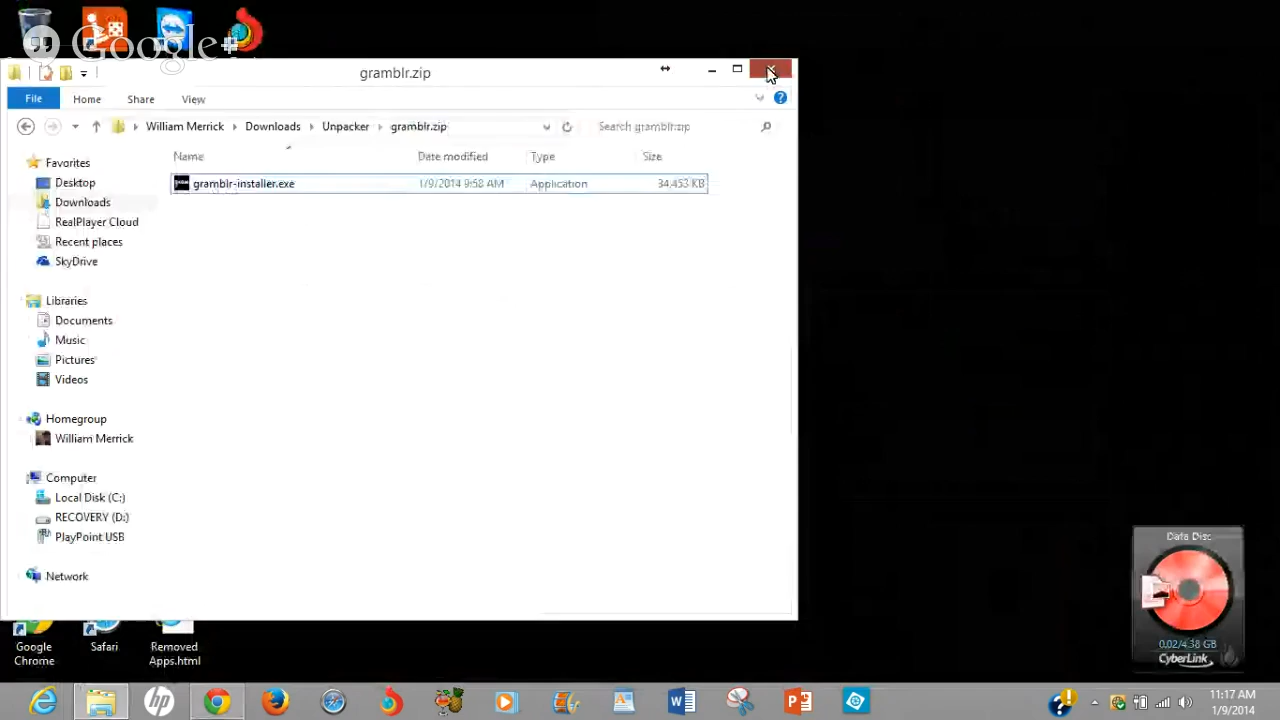 Google+
gramblr.zip
File
Home
Share
View
William Merrick
Downloads
Unpacker
gramblr.zip
Search gramblr.zip
Name
Date modified
Type
Size
gramblr-installer.exe
1/9/2014 9:58 AM
Application
34,453 KB
Favorites
Desktop
Downloads
RealPlayer Cloud
Recent places
SkyDrive
Libraries
Documents
Music
Pictures
Videos
Homegroup
William Merrick
Computer
Local Disk (C:)
RECOVERY (D:)
PlayPoint USB
Network
Google
Chrome
Safari
Removed
Apps.html
Data Disc
0.02/4.38 GB
CyberLink
11:17 AM
1/9/2014